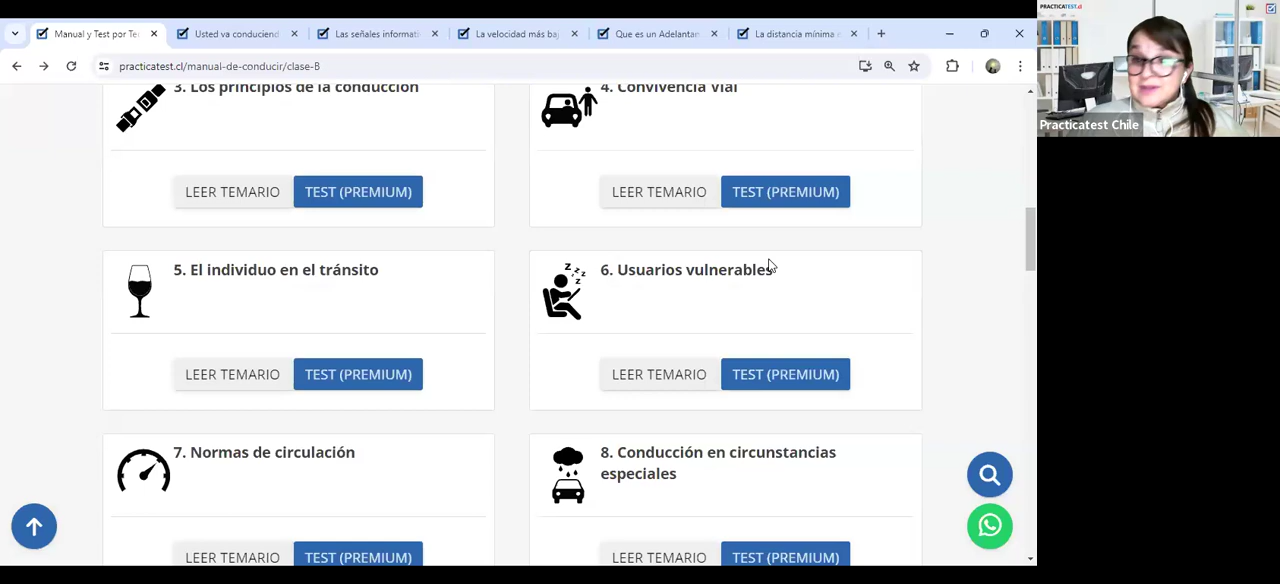 Manual y Test por Te
Usted va conduciend
Las señales informati
La velocidad más baj
Que es un Adelantan
La distancia mínima
practicatest.cl/manual-de-conducir/clase-B
PRACTICATEST.cl
Practicatest Chile
3. Los principios de la conducción
4. Convivencia Vial
LEER TEMARIO
TEST (PREMIUM)
LEER TEMARIO
TEST (PREMIUM)
5. El individuo en el tránsito
6. Usuarios vulnerables
LEER TEMARIO
TEST (PREMIUM)
LEER TEMARIO
TEST (PREMIUM)
7. Normas de circulación
8. Conducción en circunstancias
especiales
LEER TEMARIO
TEST (PREMIUM)
LEER TEMARIO
TEST (PREMIUM)